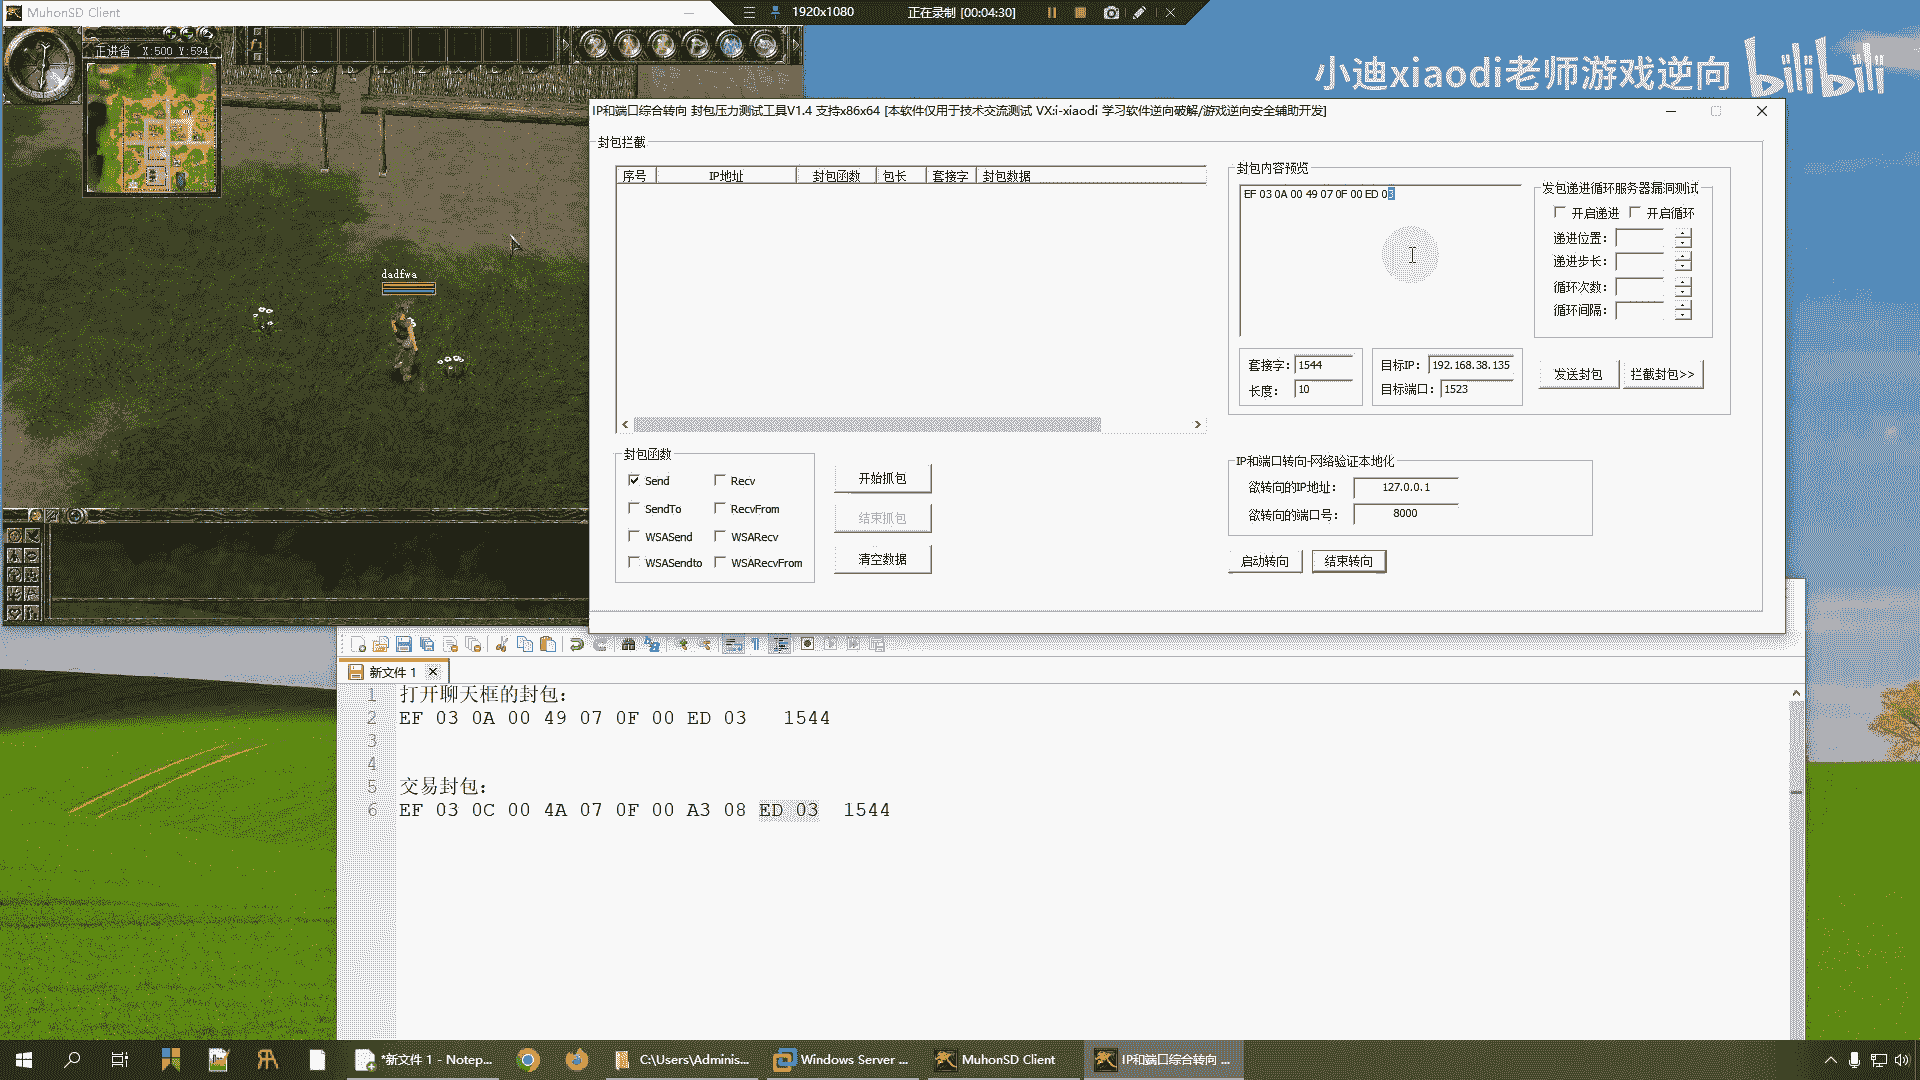 MuhonSD Client
1920x1080
正在录制 [00:04:30]
正进省 X:500 Y:594
小迪xiaodi老师游戏逆向 bilibili
dadfwa
IP和端口综合转向 封包压力测试工具V1.4 支持x86x64 [本软件仅用于技术交流测试 VX:i-xiaodi 学习软件逆向破解/游戏逆向安全辅助开发]
封包拦截
序号 IP地址 封包函数 包长 套接字 封包数据
封包内容预览
EF 03 0A 00 49 07 0F 00 ED 03
发包递进循环服务器漏洞测试
开启递进 开启循环
递进位置：
递进步长：
循环次数：
循环间隔：
套接字： 1544
长度： 10
目标IP： 192.168.38.135
目标端口： 1523
发送封包 拦截封包>>
封包函数
Send Recv
SendTo RecvFrom
WSASend WSARecv
WSASendto WSARecvFrom
开始抓包
结束抓包
清空数据
IP和端口转向-网络验证本地化
欲转向的IP地址： 127.0.0.1
欲转向的端口号： 8000
启动转向 结束转向
新文件 1
1 打开聊天框的封包：
2 EF 03 0A 00 49 07 0F 00 ED 03 1544
3
4
5 交易封包：
6 EF 03 0C 00 4A 07 0F 00 A3 08 ED 03 1544
*新文件 1 - Notep...
C:\Users\Adminis...
Windows Server ...
MuhonSD Client
IP和端口综合转向 ...